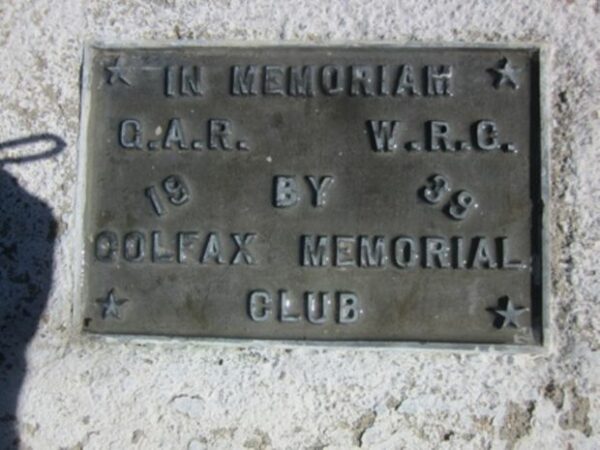 IN MEMORIAM
G.A.R. W.R.C.
19 BY 39
COLFAX MEMORIAL
CLUB